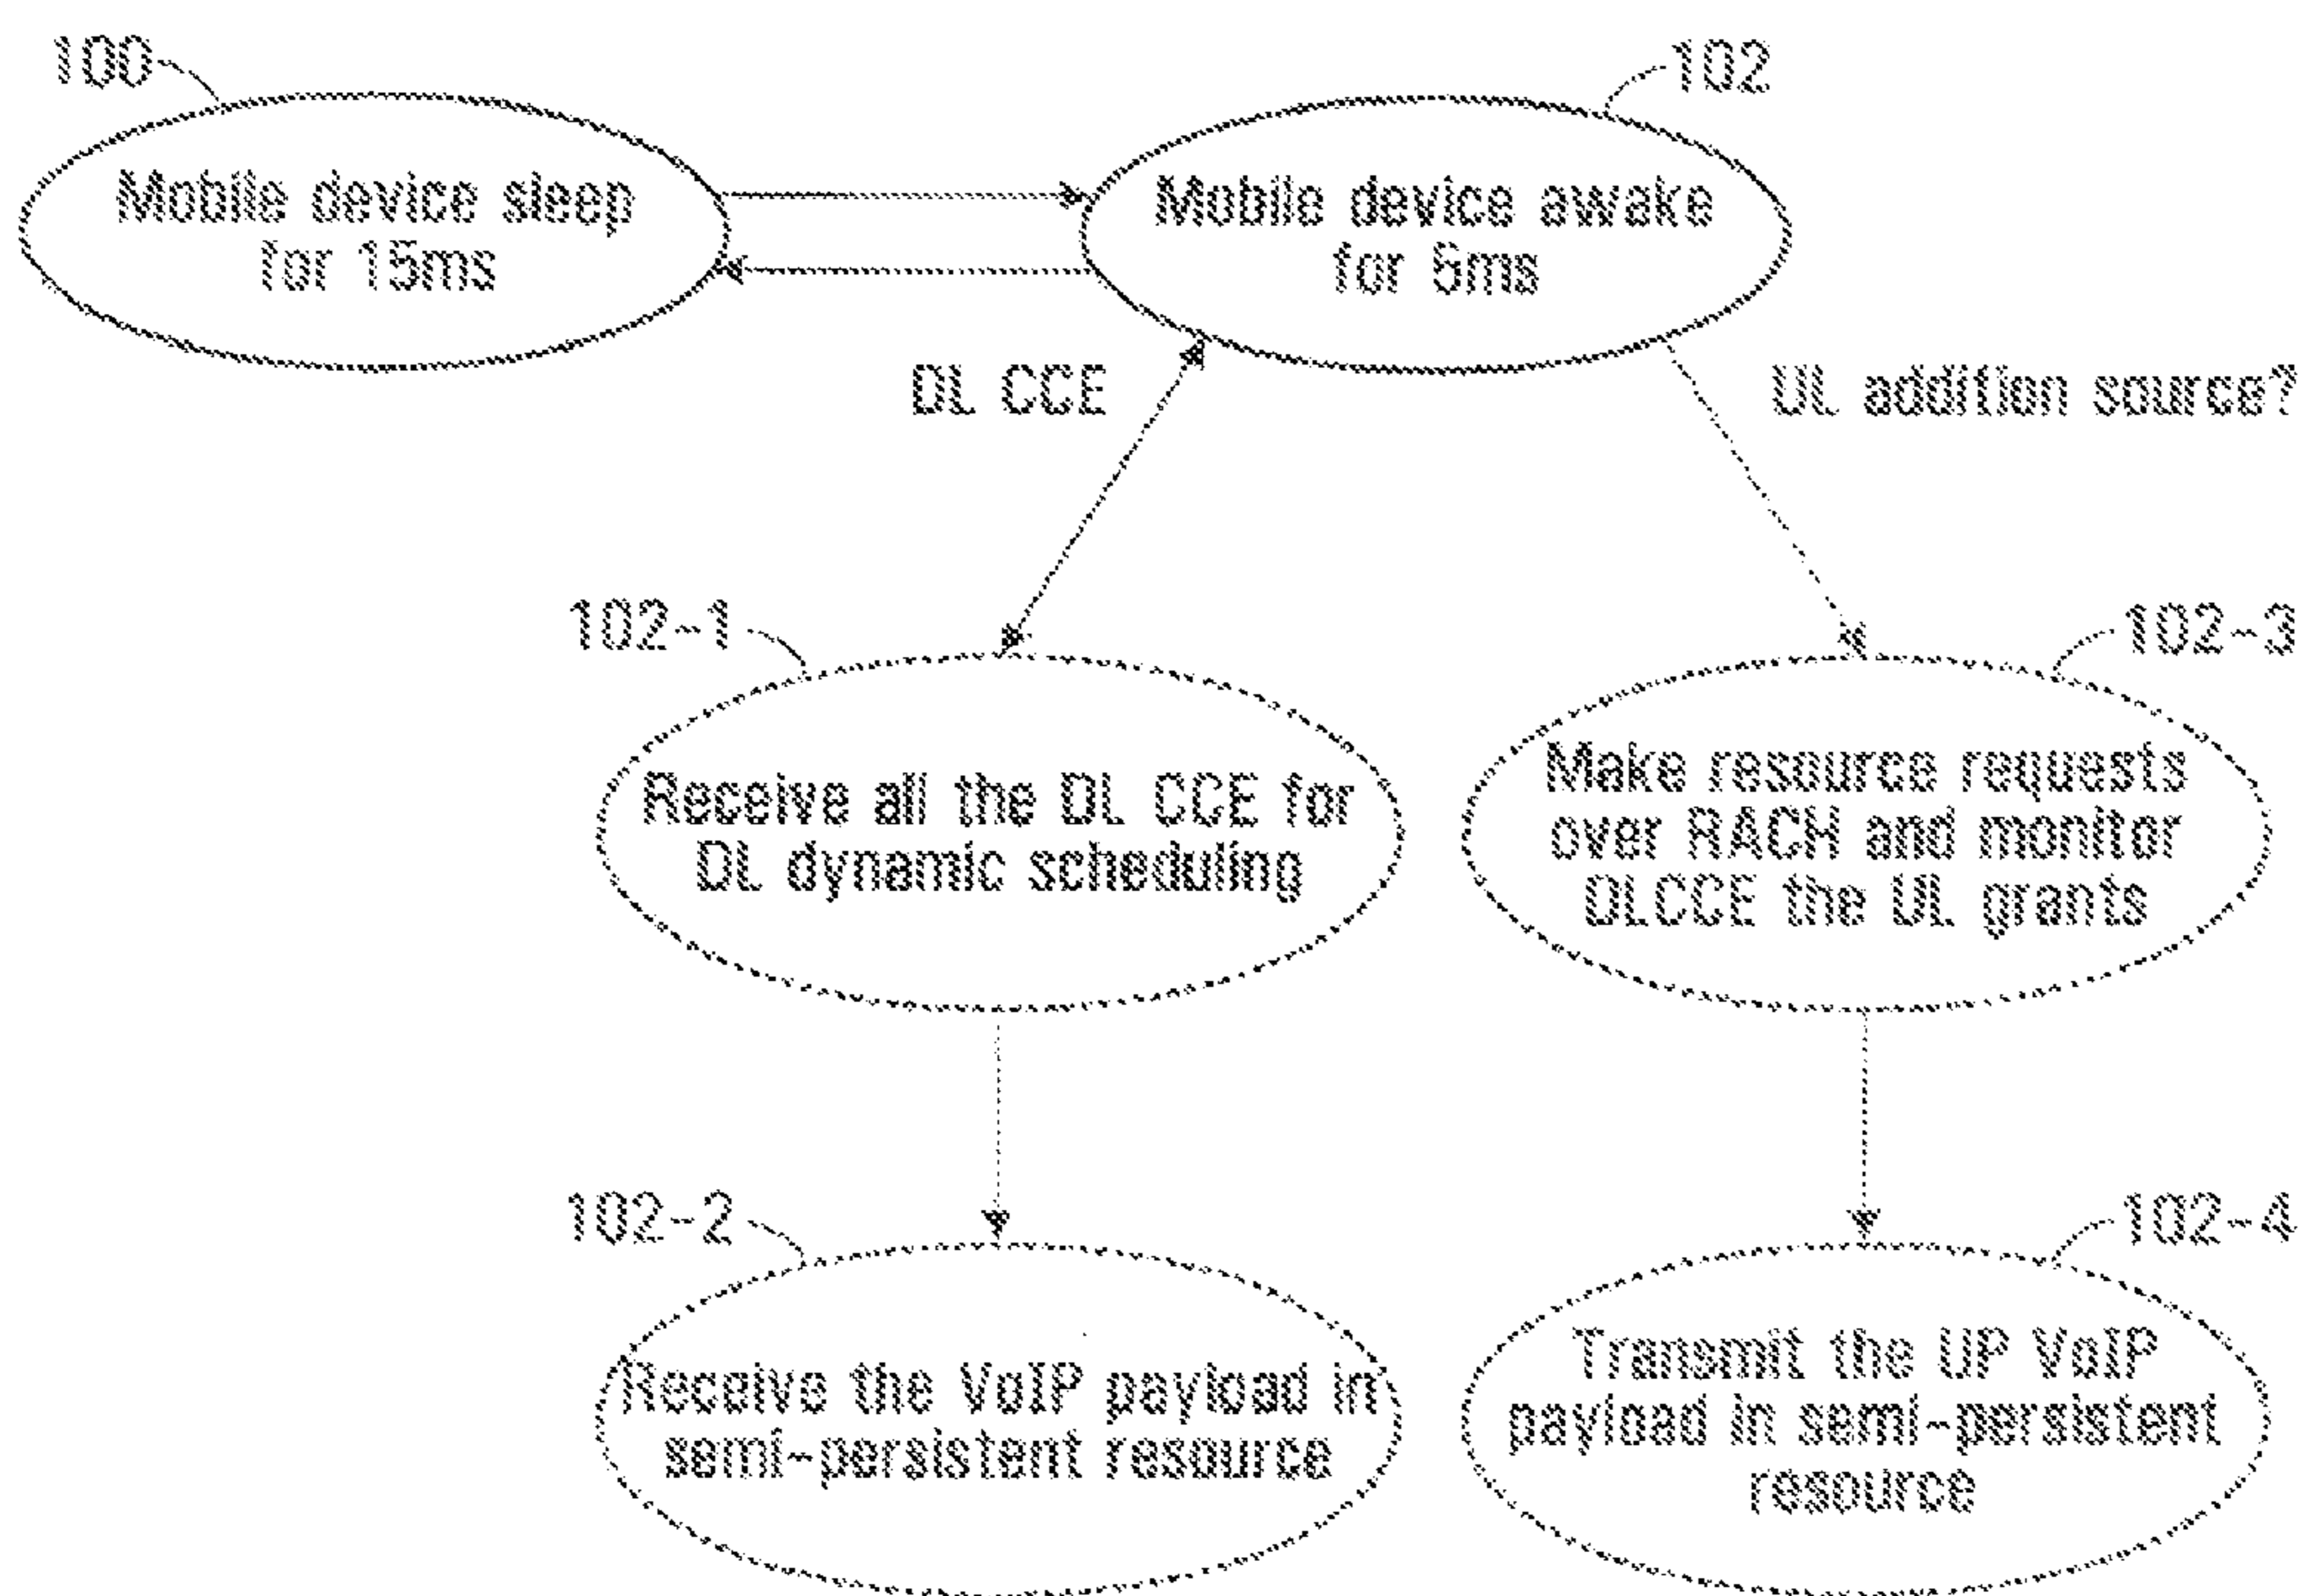 100
102
Mobile device sleep
for 15ms
Mobile device awake
for 5ms
DL CCE
UL addition source?
102-1
102-3
Receive all the DL CCE for
DL dynamic scheduling
Make resource requests
over RACH and monitor
DLCCE the UL grants
102-2
102-4
Receive the VoIP payload in
semi-persistent resource
Transmit the UP VoIP
payload in semi-persistent
resource